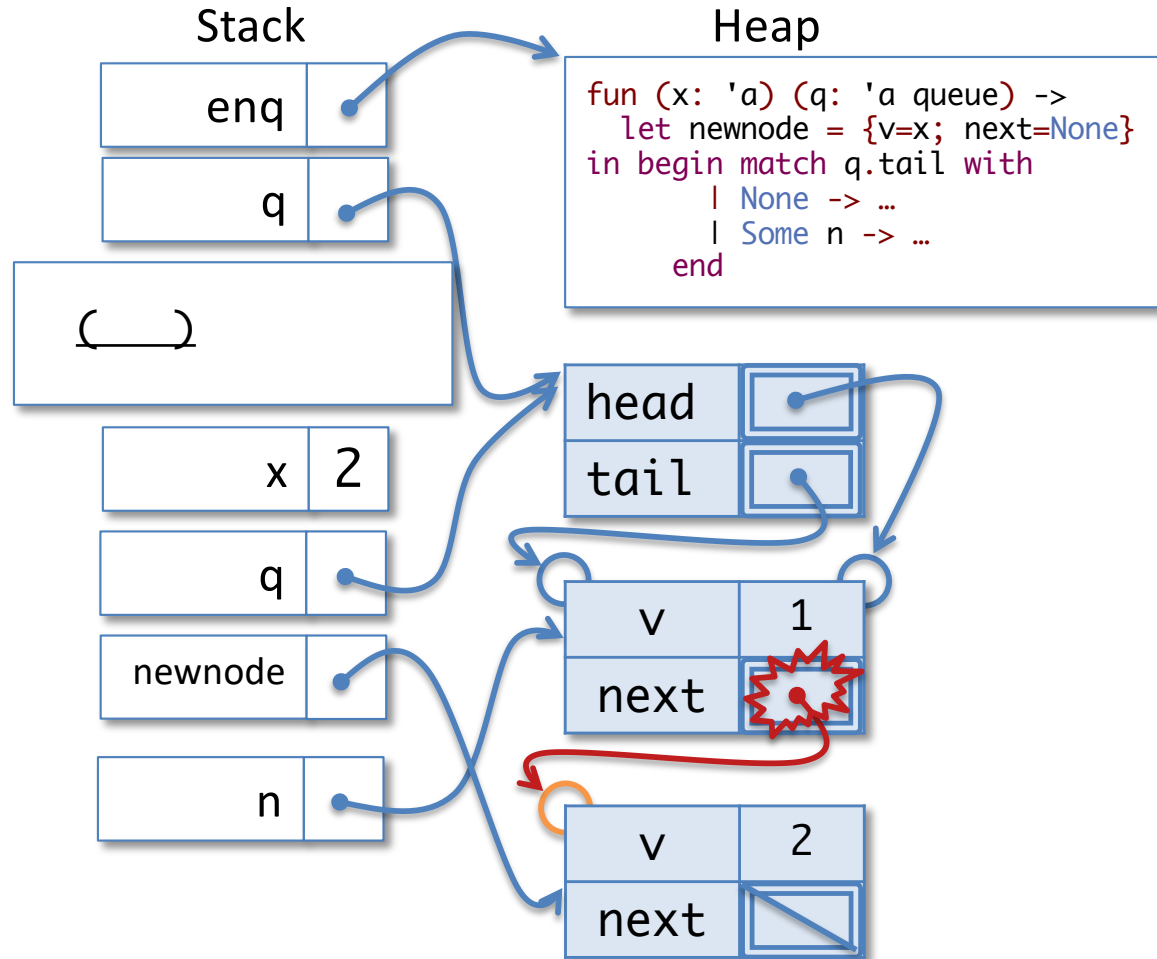 Stack
Heap
enq
fun (x: 'a) (q: 'a queue) ->
let newnode = {v=x; next=None}
in begin match q.tail with
| None -> …
| Some n -> …
end
q
(___)
head
tail
x 2
q
v 1
newnode
next
n
v 2
next